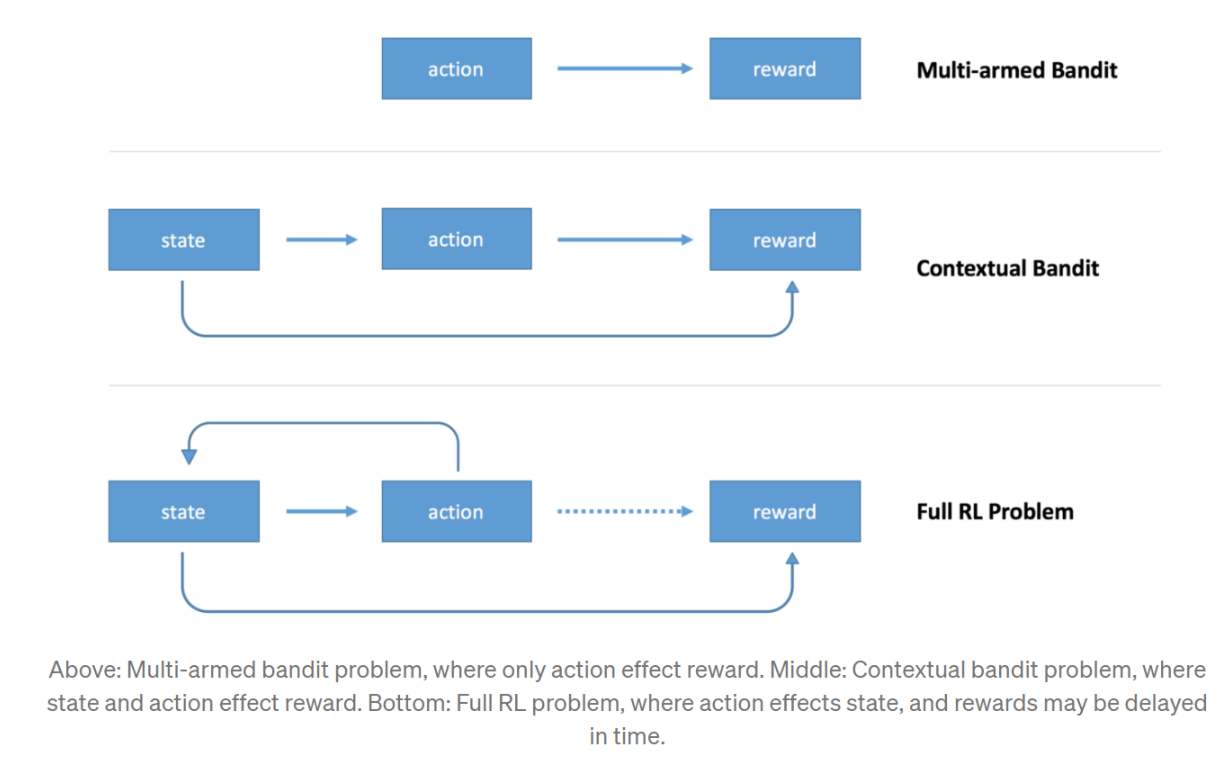 action
reward
Multi-armed Bandit
state
action
reward
Contextual Bandit
state
action
reward
Full RL Problem
Above: Multi-armed bandit problem, where only action effect reward. Middle: Contextual bandit problem, where
state and action effect reward. Bottom: Full RL problem, where action effects state, and rewards may be delayed
in time.